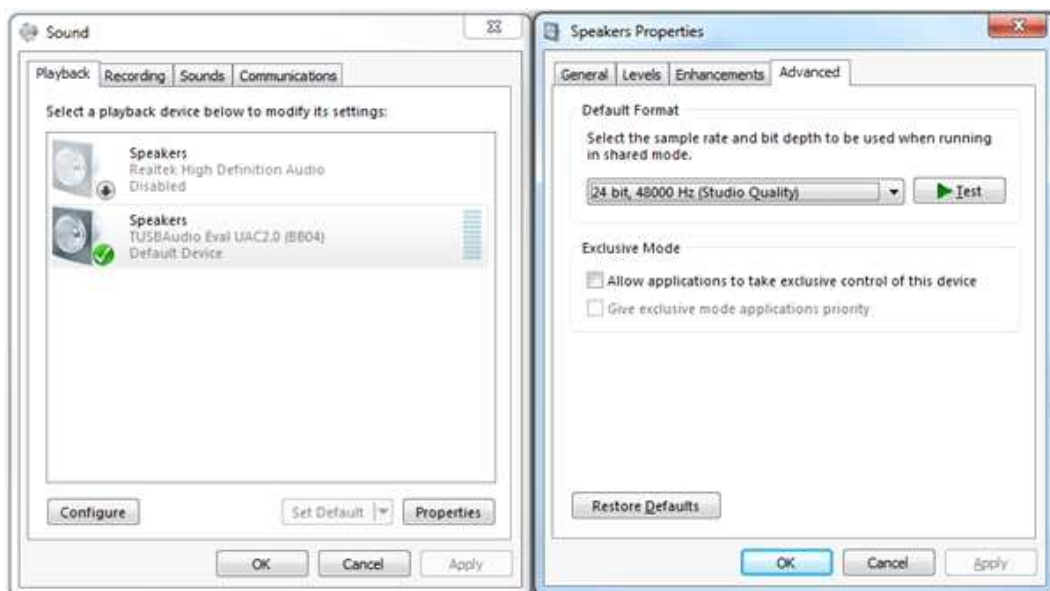 Sound
Playback Recording Sounds Communications
Select a playback device below to modify its settings:
Speakers
Realtek High Definition Audio
Disabled
Speakers
TUSBAudio Eval UAC2.0 (BB04)
Default Device
Configure
Set Default
Properties
OK
Cancel
Apply
Speakers Properties
General Levels Enhancements Advanced
Default Format
Select the sample rate and bit depth to be used when running
in shared mode.
24 bit, 48000 Hz (Studio Quality)
Test
Exclusive Mode
Allow applications to take exclusive control of this device
Give exclusive mode applications priority
Restore Defaults
OK
Cancel
Apply